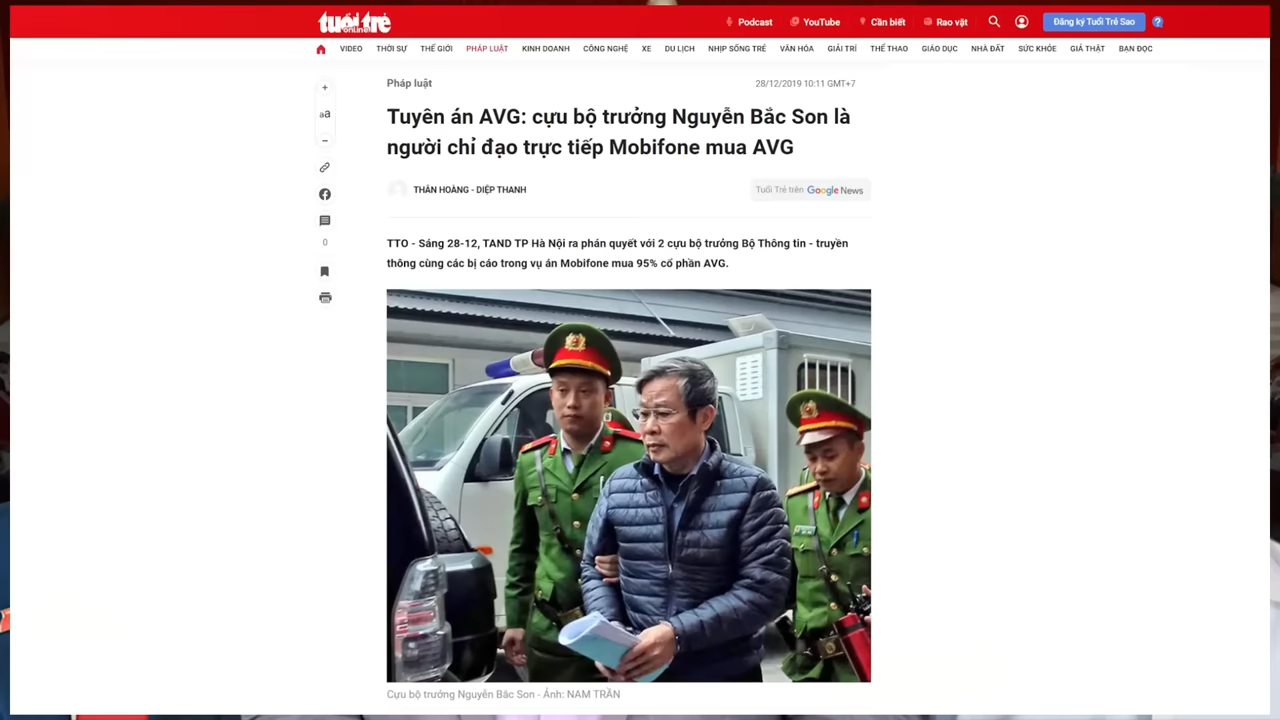 tuổi trẻ
online
Podcast
YouTube
Cần biết
Rao vặt
Đăng ký Tuổi Trẻ Sao
?
VIDEO THỜI SỰ THẾ GIỚI PHÁP LUẬT KINH DOANH CÔNG NGHỆ XE DU LỊCH NHỊP SỐNG TRẺ VĂN HÓA GIẢI TRÍ THỂ THAO GIÁO DỤC NHÀ ĐẤT SỨC KHỎE GIẢ THẬT BẠN ĐỌC
+
aa
−
0
Pháp luật
28/12/2019 10:11 GMT+7
Tuyên án AVG: cựu bộ trưởng Nguyễn Bắc Son là
người chỉ đạo trực tiếp Mobifone mua AVG
THÂN HOÀNG - DIỆP THANH
Tuổi Trẻ trên Google News
TTO - Sáng 28-12, TAND TP Hà Nội ra phán quyết với 2 cựu bộ trưởng Bộ Thông tin - truyền
thông cùng các bị cáo trong vụ án Mobifone mua 95% cổ phần AVG.
Cựu bộ trưởng Nguyễn Bắc Son - Ảnh: NAM TRẦN